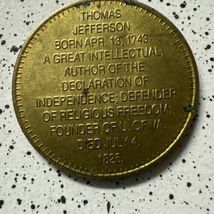 THOMAS
JEFFERSON
BORN APR. 13, 1743
A GREAT INTELLECTUAL,
AUTHOR OF THE
DECLARATION OF
INDEPENDENCE, DEFENDER
OF RELIGIOUS FREEDOM,
FOUNDER OF U. OF VA.
DIED JULY 4,
1826.